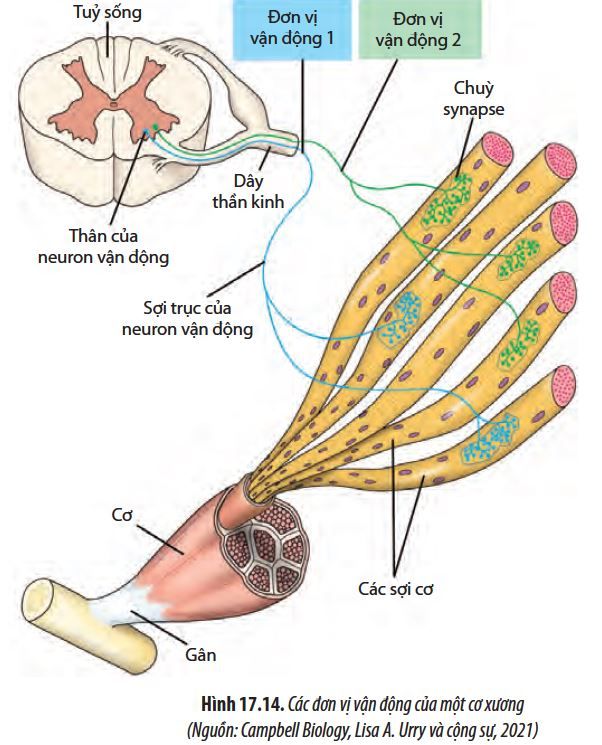 Tuỷ sống
Đơn vị
vận động 1
Đơn vị
vận động 2
Chuỳ
synapse
Dây
thần kinh
Thân của
neuron vận động
Sợi trục của
neuron vận động
Cơ
Các sợi cơ
Gân
Hình 17.14. Các đơn vị vận động của một cơ xương
(Nguồn: Campbell Biology, Lisa A. Urry và cộng sự, 2021)